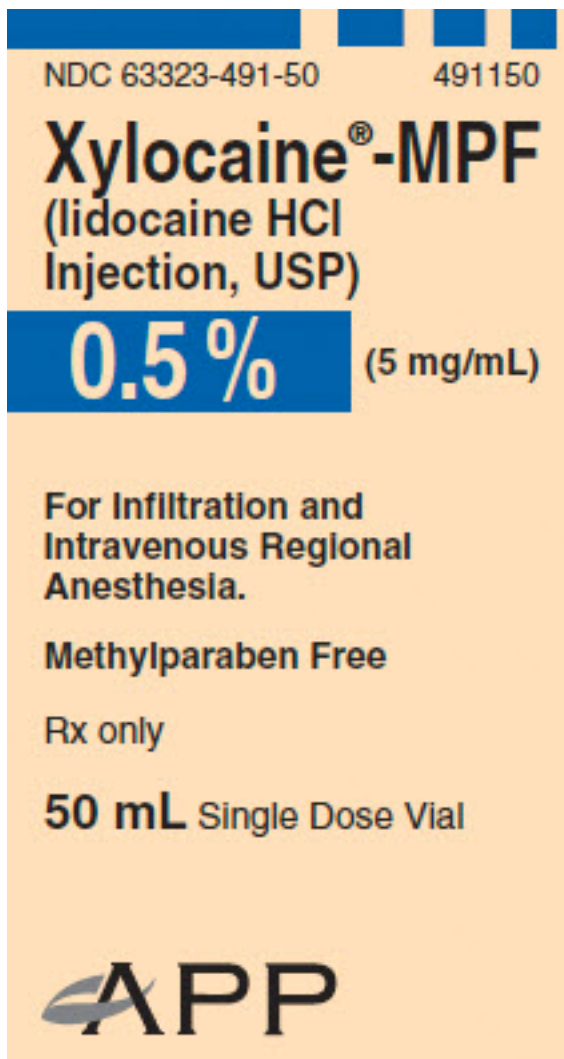 NDC 63323-491-50 491150
Xylocaine®-MPF
(lidocaine HCl
Injection, USP)
0.5% (5 mg/mL)
For Infiltration and
Intravenous Regional
Anesthesia.
Methylparaben Free
Rx only
50 mL Single Dose Vial
APP